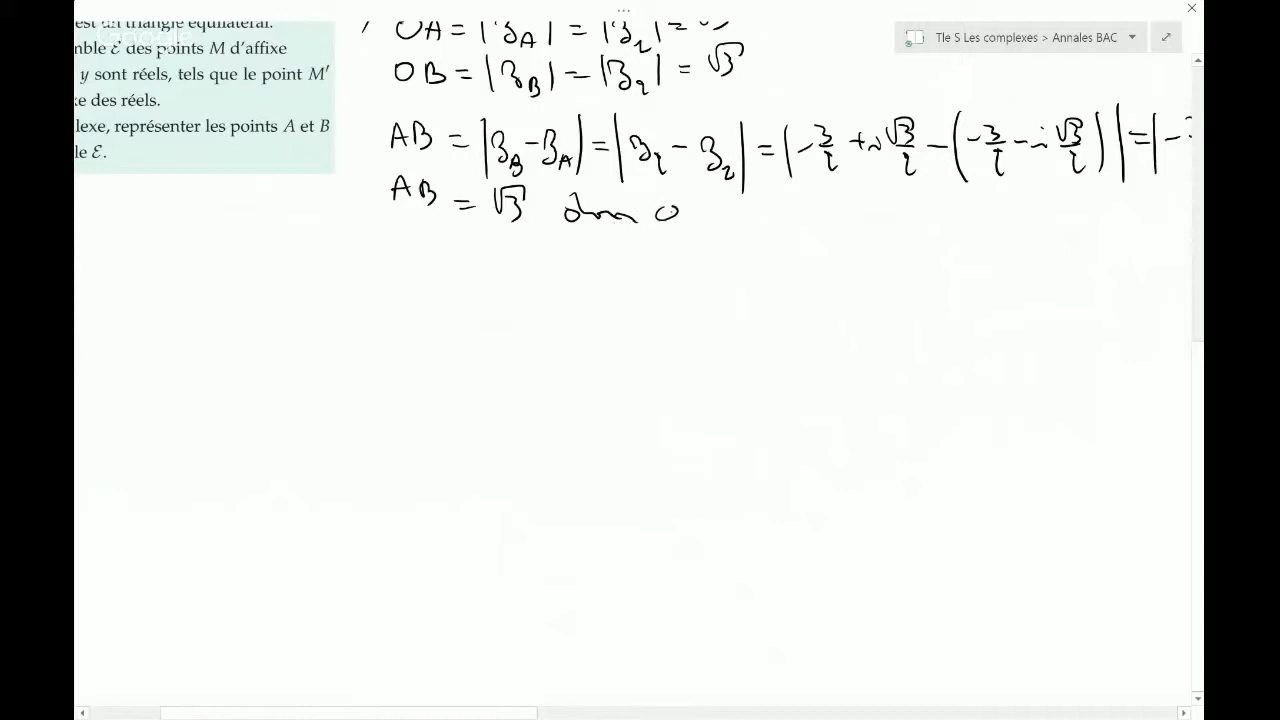 est un triangle équilatéral.
mble ℰ des points M d'affixe
y sont réels, tels que le point M′
xe des réels.
lexe, représenter les points A et B
le ℰ.
Tle S Les complexes > Annales BAC
OA = |z_A| = |z_2| =
OB = |z_B| = |z_2| = √3
AB = |z_B - z_A| = |z_1 - z_2| = |-3/2 + i √3/2 - (-3/2 - i √3/2)| = |-
AB = √3 donc O